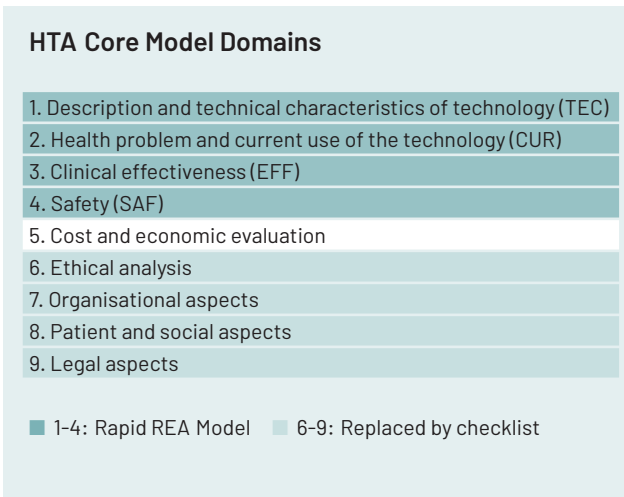 HTA Core Model Domains
1. Description and technical characteristics of technology (TEC)
2. Health problem and current use of the technology (CUR)
3. Clinical effectiveness (EFF)
4. Safety (SAF)
5. Cost and economic evaluation
6. Ethical analysis
7. Organisational aspects
8. Patient and social aspects
9. Legal aspects
1-4: Rapid REA Model 6-9: Replaced by checklist